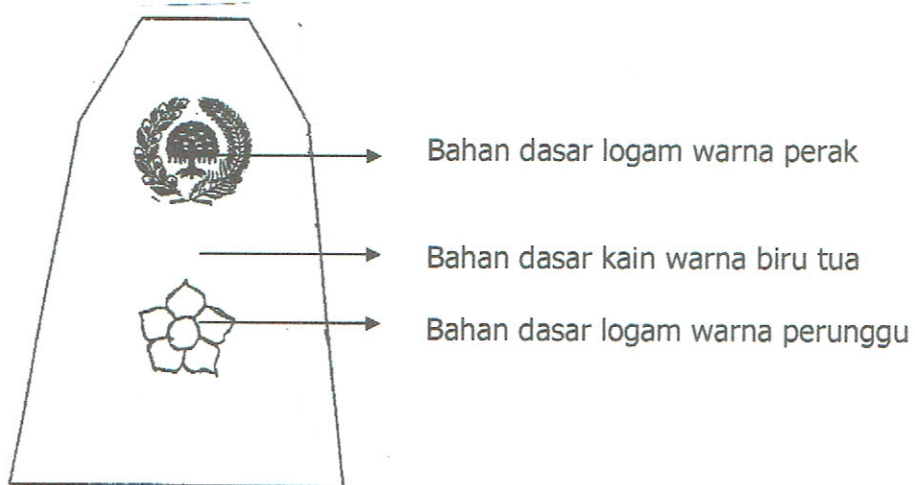 Bahan dasar logam warna perak
Bahan dasar kain warna biru tua
Bahan dasar logam warna perunggu